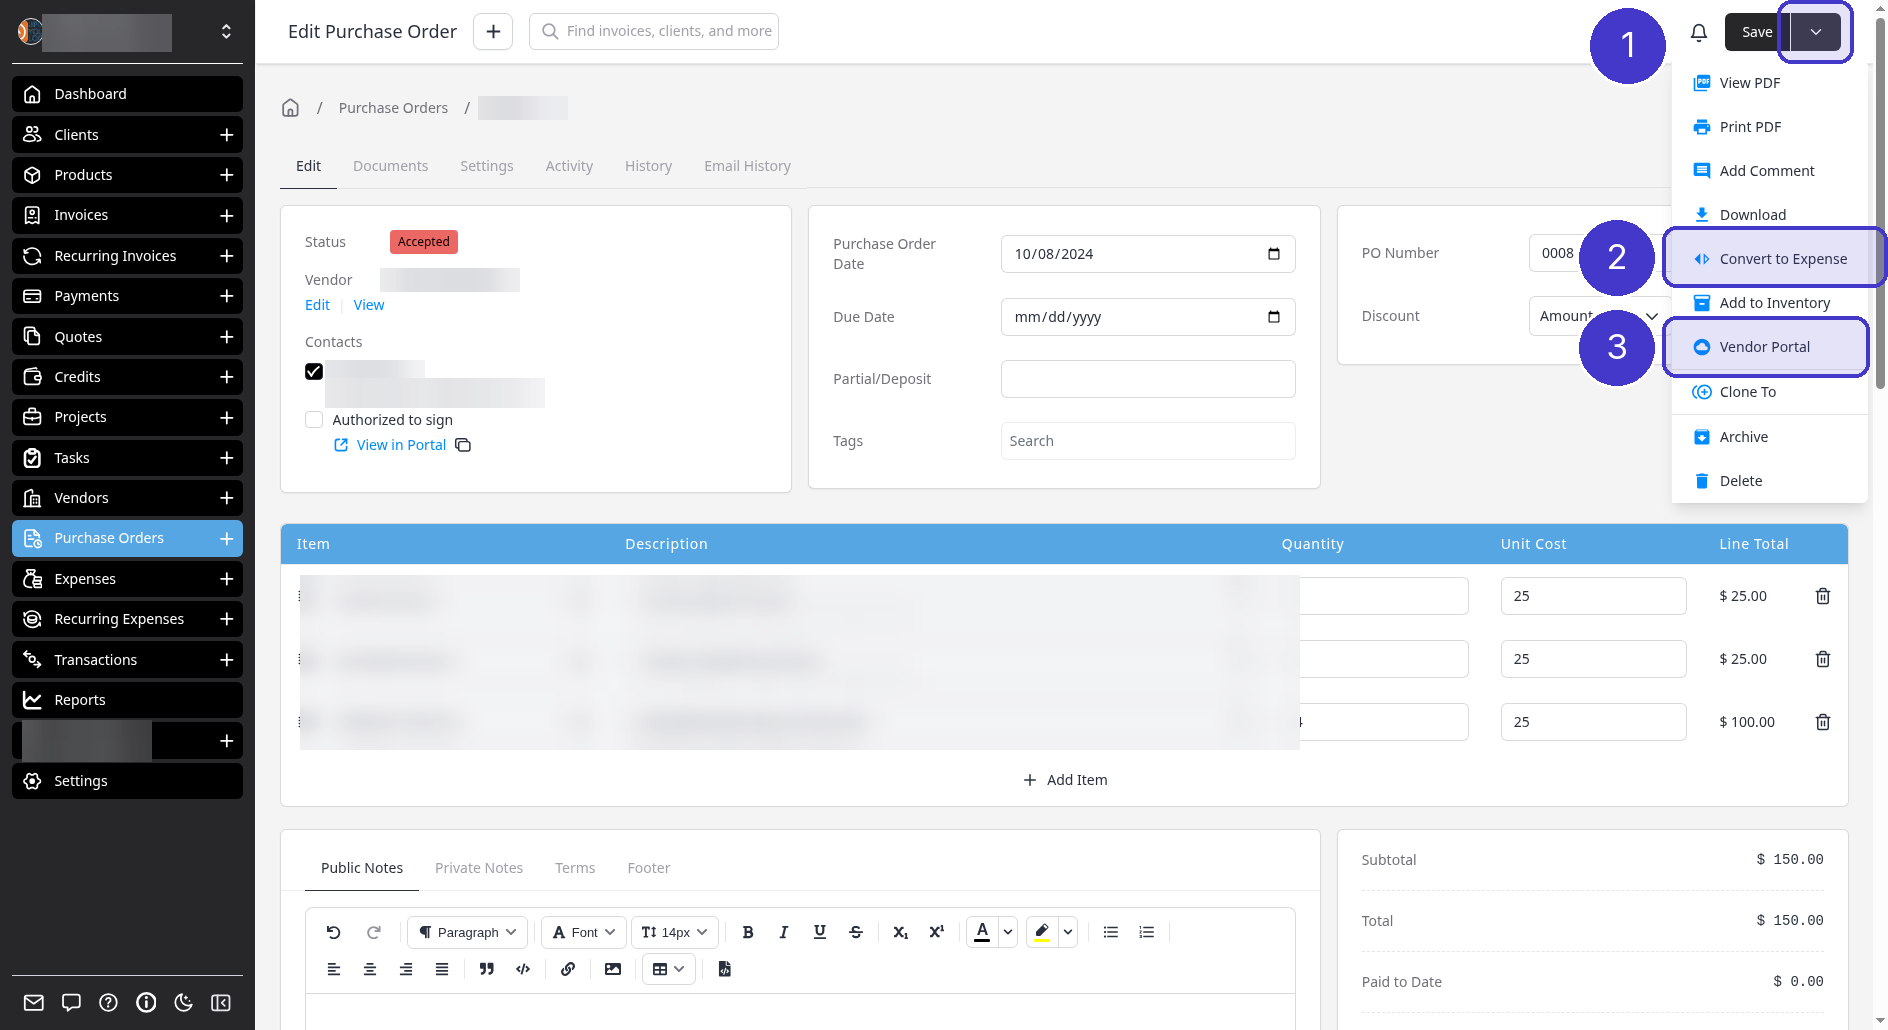 Edit Purchase Order
Find invoices, clients, and more
1
Save
Dashboard
Clients
Products
Invoices
Recurring Invoices
Payments
Quotes
Credits
Projects
Tasks
Vendors
Purchase Orders
Expenses
Recurring Expenses
Transactions
Reports
Settings
/ Purchase Orders /
Edit Documents Settings Activity History Email History
Status Accepted
Vendor
Edit | View
Contacts
Authorized to sign
View in Portal
Purchase Order
Date
10/08/2024
Due Date mm/dd/yyyy
Partial/Deposit
Tags Search
PO Number 0008
Discount Amount
View PDF
Print PDF
Add Comment
Download
2 Convert to Expense
Add to Inventory
3 Vendor Portal
Clone To
Archive
Delete
Item Description Quantity Unit Cost Line Total
25 $ 25.00
25 $ 25.00
25 $ 100.00
Add Item
Public Notes Private Notes Terms Footer
Paragraph A Font 14px B I U S X₁ X¹ A
Subtotal $ 150.00
Total $ 150.00
Paid to Date $ 0.00